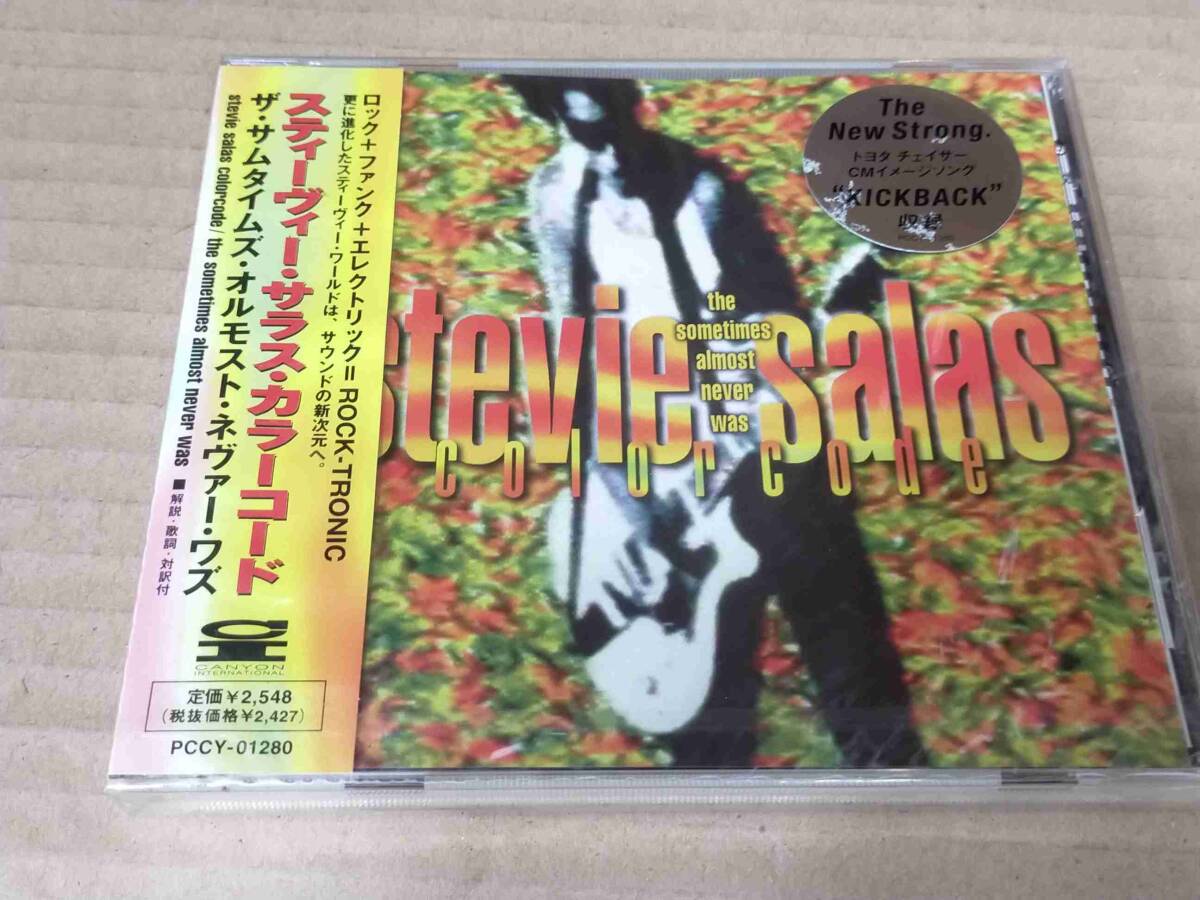 ロック+ファンク+エレクトリック=ROCK-TRONIC
更に進化したスティーヴィー・ワールドは、サウンドの新次元へ。
スティーヴィー・サラス・カラーコード
ザ・サムタイムズ・オルモスト・ネヴァー・ワズ
stevie salas colorcode/the sometimes almost never was ■解説・歌詞・対訳付
CANYON
INTERNATIONAL
定価¥2,548
(税抜価格¥2,427)
PCCY-01280
The
New Strong.
トヨタ チェイサー
CMイメージソング
"KICKBACK"
収録
stevie salas
the
sometimes
almost
never
was
colorcode